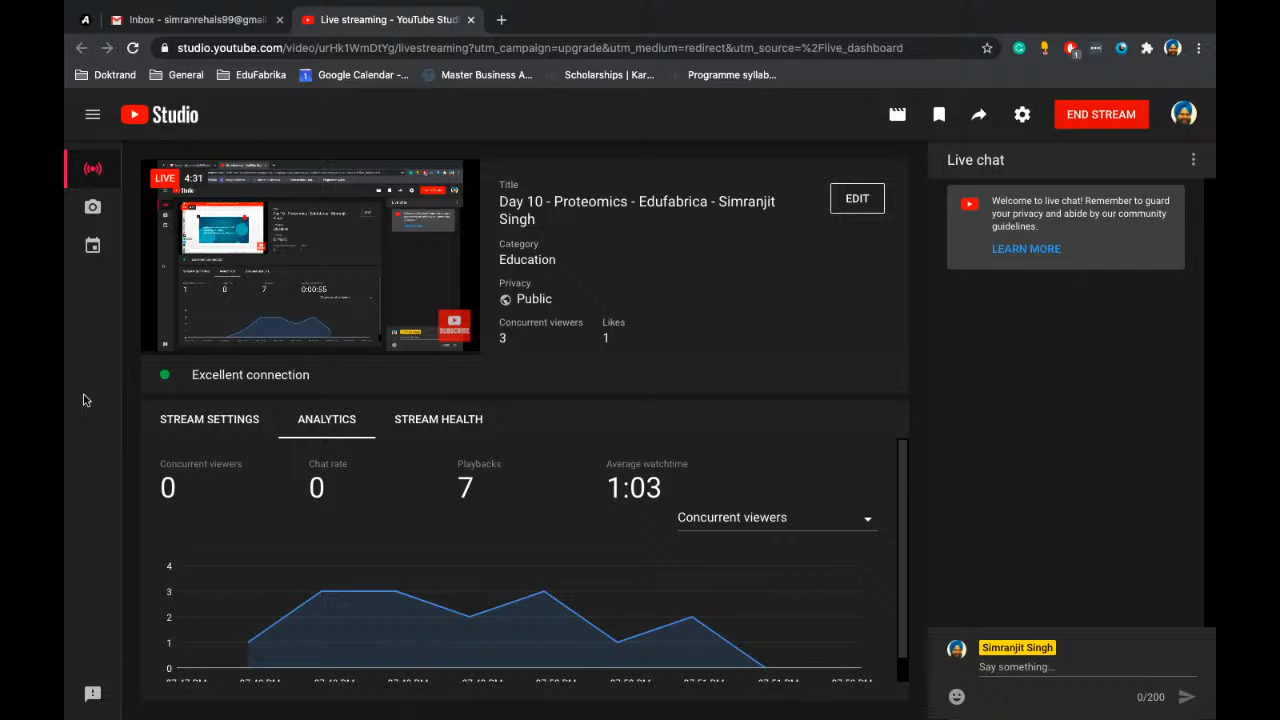 Inbox - simranrehals99@gmail
Live streaming - YouTube Studi
studio.youtube.com/video/urHk1WmDtYg/livestreaming?utm_campaign=upgrade&utm_medium=redirect&utm_source=%2Flive_dashboard
Doktrand General EduFabrika Google Calendar -... Master Business A... Scholarships | Kar... Programme syllab...
Studio
END STREAM
LIVE 4:31
SUBSCRIBE
Title
Day 10 - Proteomics - Edufabrica - Simranjit
Singh
EDIT
Category
Education
Privacy
Public
Concurrent viewers Likes
3 1
Excellent connection
STREAM SETTINGS ANALYTICS STREAM HEALTH
Concurrent viewers Chat rate Playbacks Average watchtime
0 0 7 1:03
Concurrent viewers
4
3
2
1
0
Live chat
Welcome to live chat! Remember to guard
your privacy and abide by our community
guidelines.
LEARN MORE
Simranjit Singh
Say something...
0/200